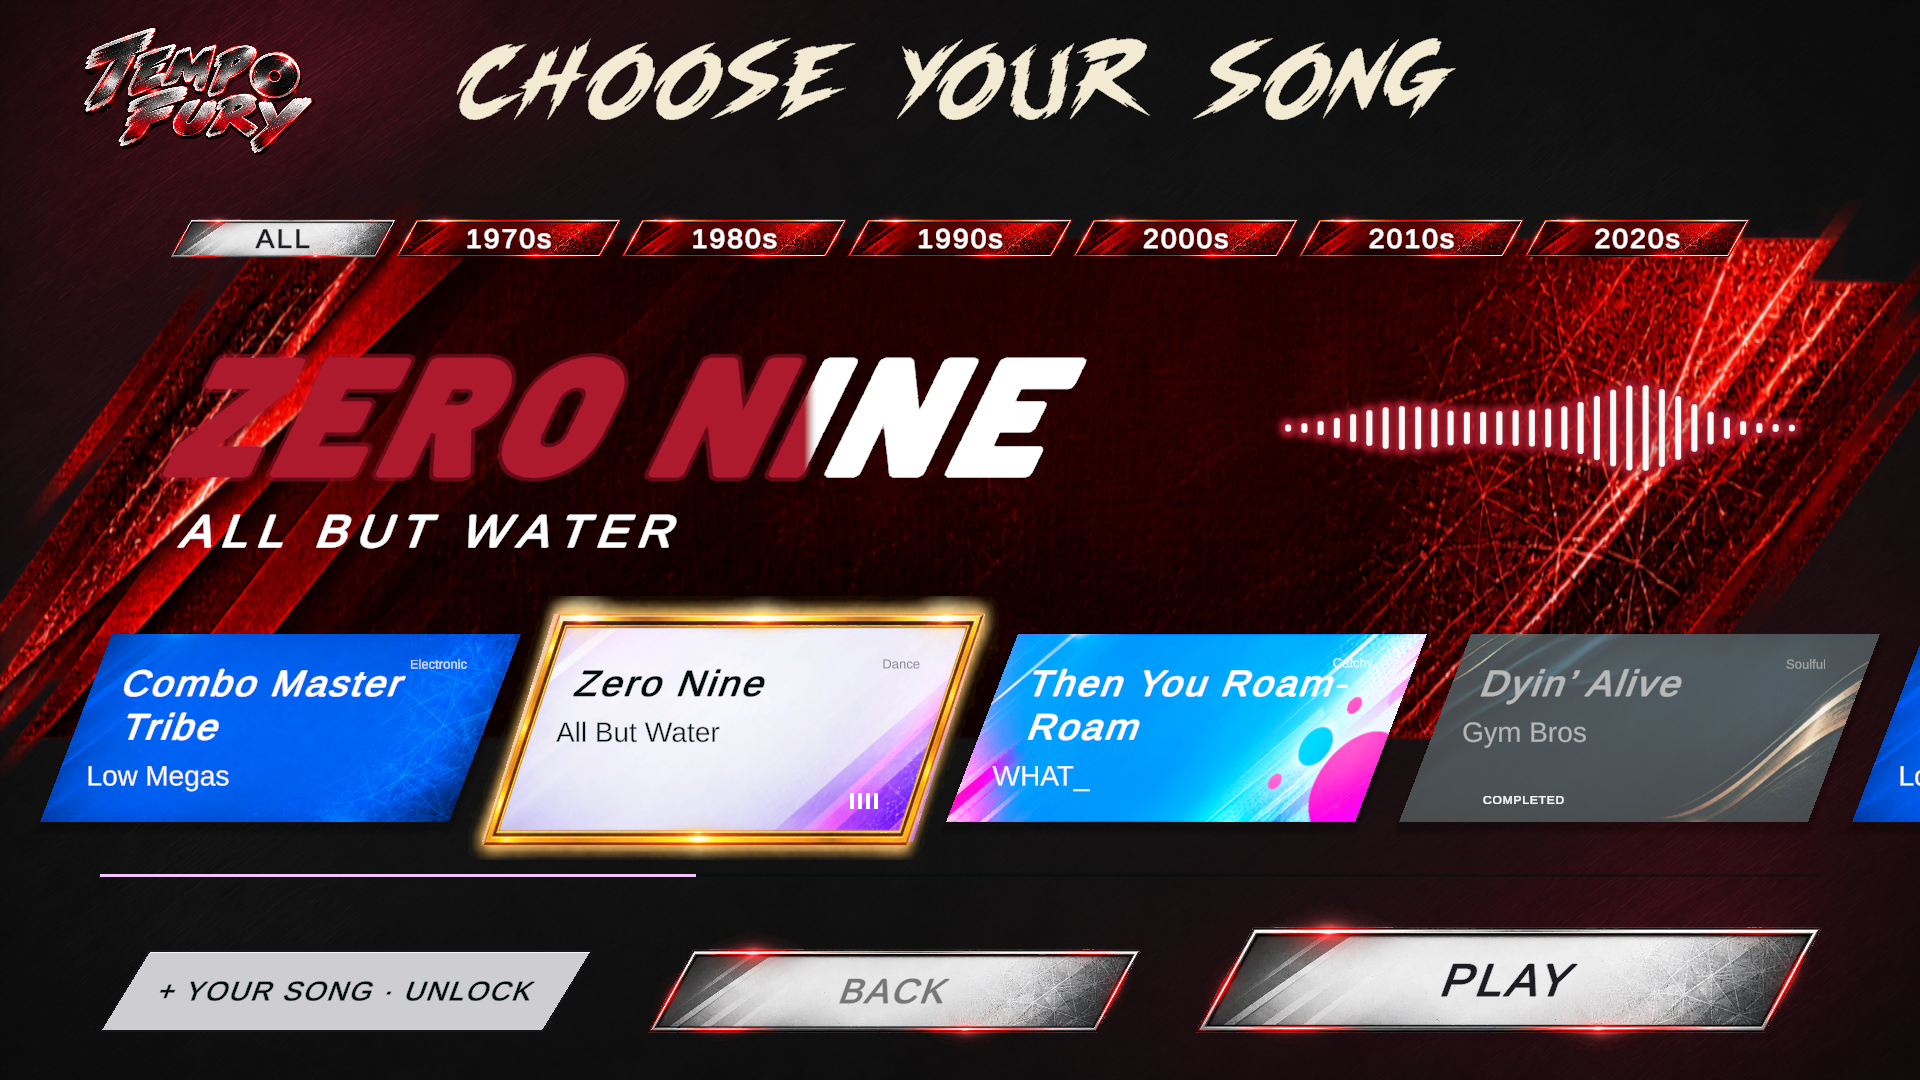 TEMPO
FURY
CHOOSE YOUR SONG
ALL
1970s
1980s
1990s
2000s
2010s
2020s
ZERO NINE
ALL BUT WATER
Electronic
Combo Master
Tribe
Low Megas
Dance
Zero Nine
All But Water
Catchy
Then You Roam-
Roam
WHAT_
Soulful
Dyin’ Alive
Gym Bros
COMPLETED
+ YOUR SONG · UNLOCK
BACK
PLAY